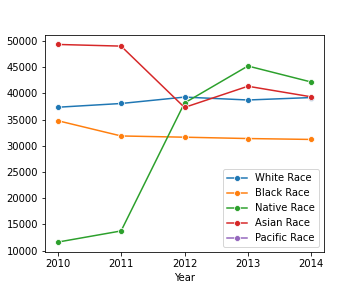 50000
45000
40000
35000
30000
25000
20000
15000
10000
White Race
Black Race
Native Race
Asian Race
Pacific Race
2010 2011 2012 2013 2014
Year